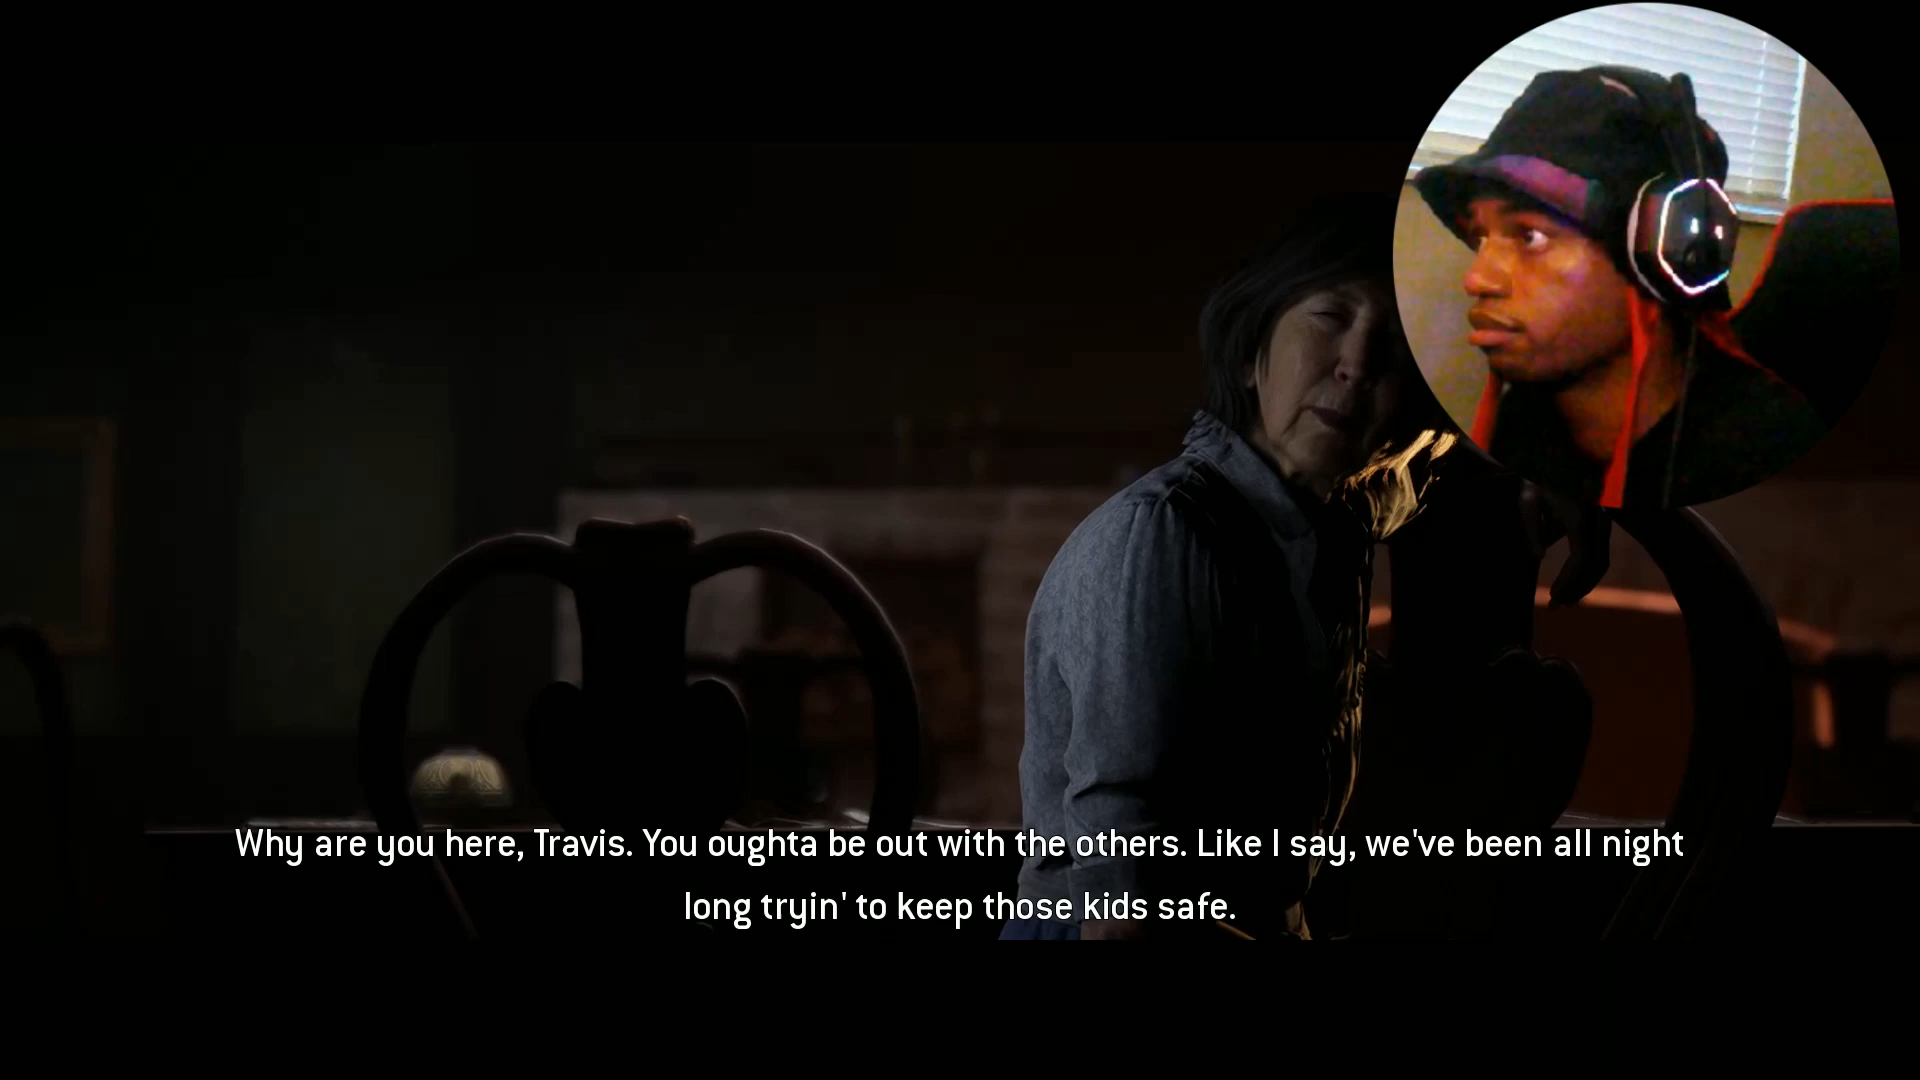 Why are you here, Travis. You oughta be out with the others. Like I say, we've been all night
long tryin' to keep those kids safe.